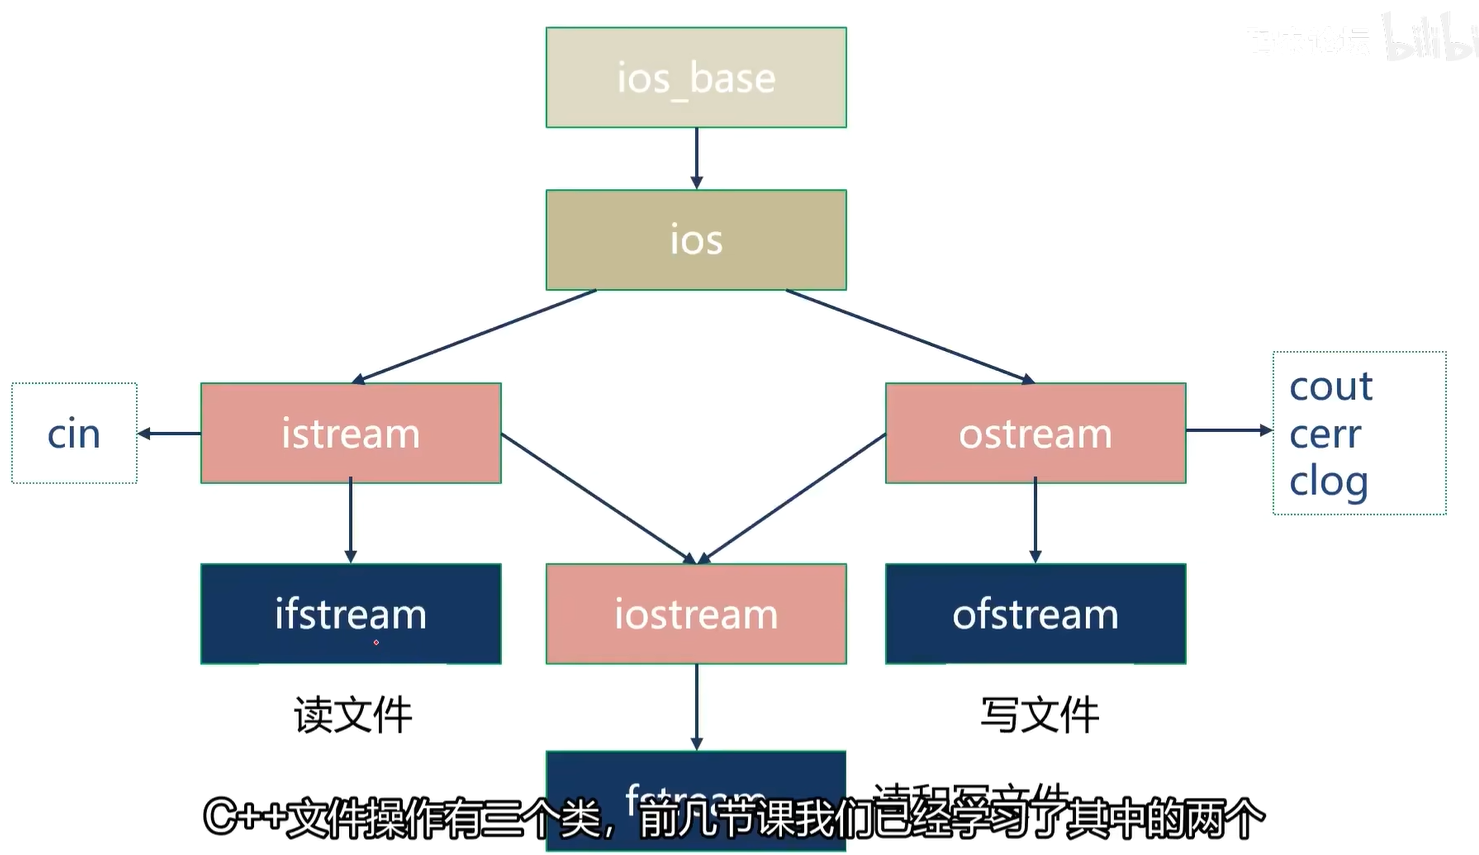 bilibi
ios_base
ios
cin
istream
ostream
cout
cerr
clog
ifstream
iostream
ofstream
读文件
写文件
fstream
读和写文件
C++文件操作有三个类，前几节课我们已经学习了其中的两个